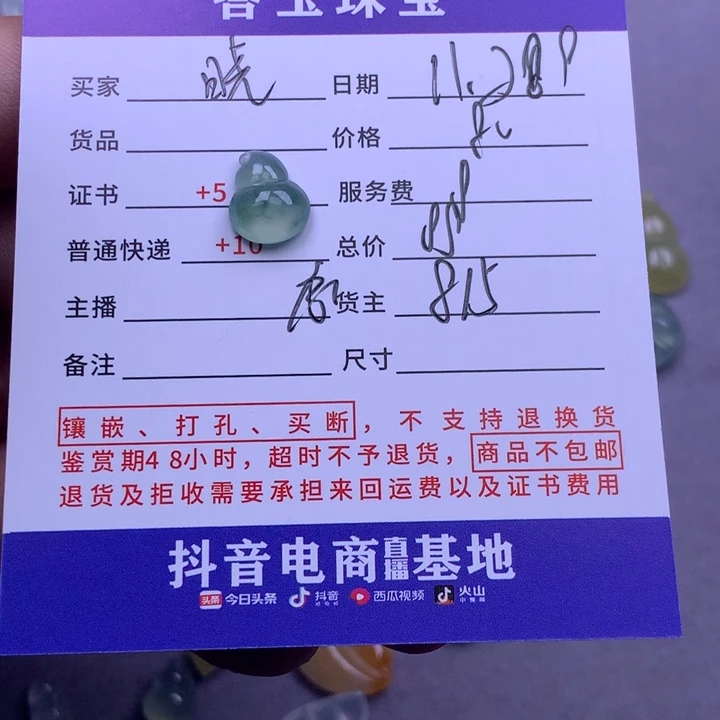 玉珠宝
买家 晓 日期 11.28
货品 价格
证书 +5 服务费
普通快递 +10 总价
主播 货主 815
备注 尺寸
镶嵌、打孔、买断，不支持退换货
鉴赏期48小时，超时不予退货，商品不包邮
退货及拒收需要承担来回运费以及证书费用
抖音电商直播基地
头条 今日头条 抖音 西瓜视频 火山